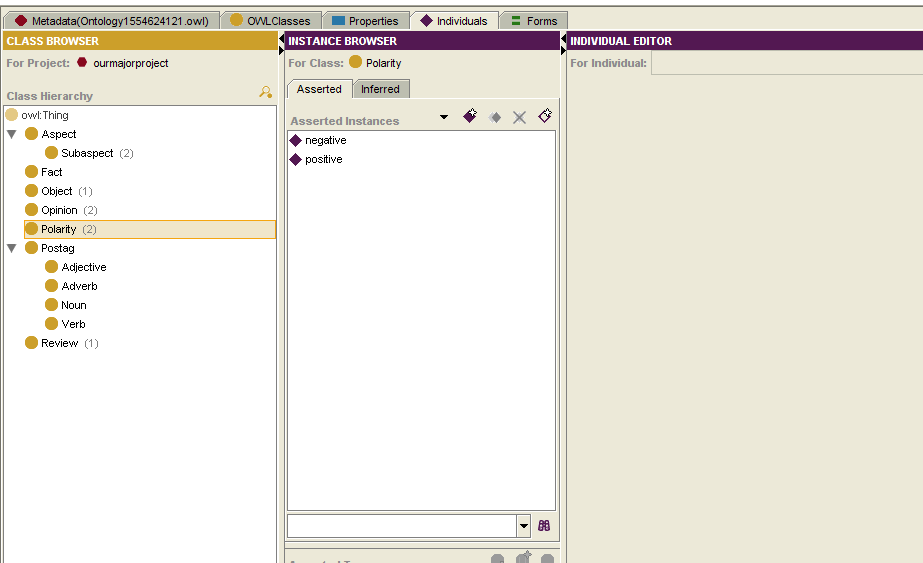 Metadata(Ontology1554624121.owl) OWLClasses Properties Individuals Forms
CLASS BROWSER
For Project: ourmajorproject
Class Hierarchy
owl:Thing
Aspect
Subaspect (2)
Fact
Object (1)
Opinion (2)
Polarity (2)
Postag
Adjective
Adverb
Noun
Verb
Review (1)
INSTANCE BROWSER
For Class: Polarity
Asserted Inferred
Asserted Instances
negative
positive
INDIVIDUAL EDITOR
For Individual: